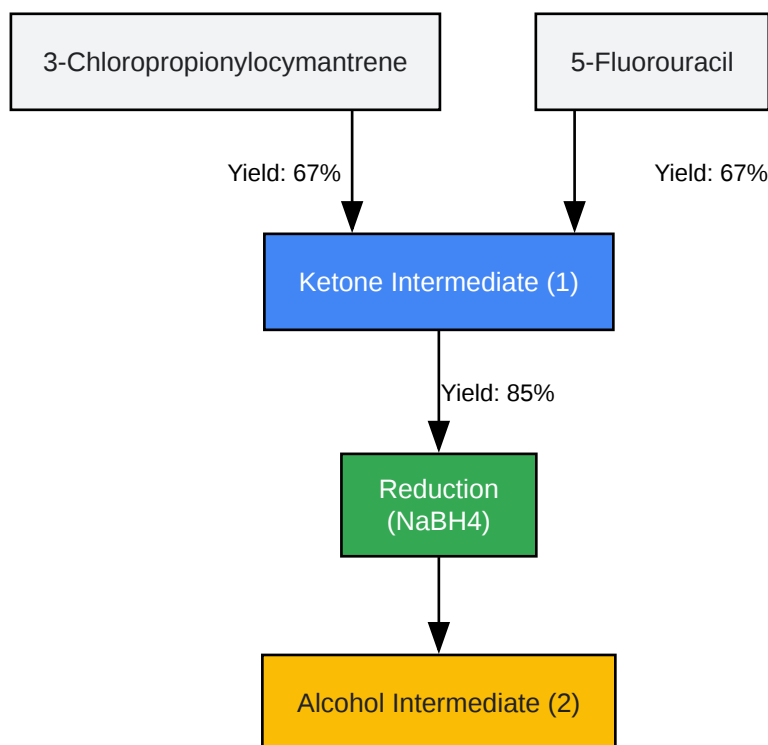 3-Chloropropionylocymantrene
5-Fluorouracil
Yield: 67%
Yield: 67%
Ketone Intermediate (1)
Yield: 85%
Reduction
(NaBH4)
Alcohol Intermediate (2)